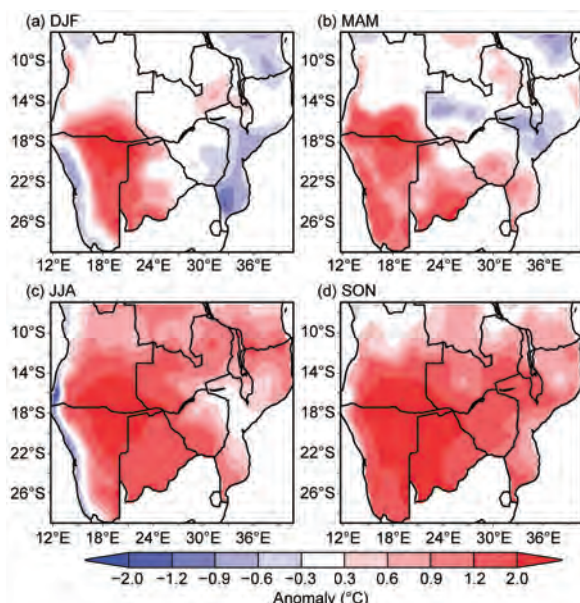 (a) DJF
(b) MAM
10°S
14°S
18°S
22°S
26°S
10°S
14°S
18°S
22°S
26°S
12°E 18°E 24°E 30°E 36°E
12°E 18°E 24°E 30°E 36°E
(c) JJA
(d) SON
10°S
14°S
18°S
22°S
26°S
10°S
14°S
18°S
22°S
26°S
12°E 18°E 24°E 30°E 36°E
12°E 18°E 24°E 30°E 36°E
−2.0 −1.2 −0.9 −0.6 −0.3 0.3 0.6 0.9 1.2 2.0
Anomaly (°C)